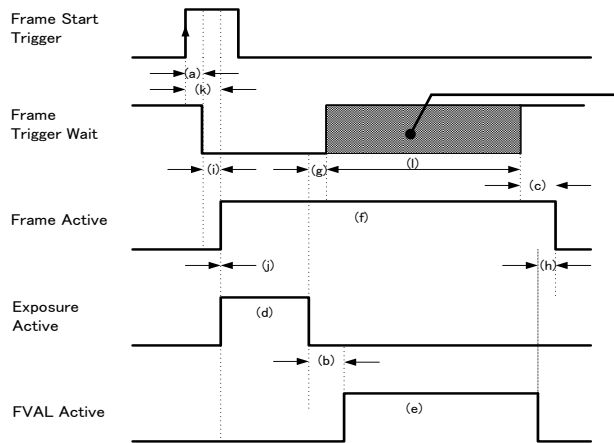 Frame Start
Trigger
(a)
(k)
Frame
Trigger Wait
(i)
(g)
(l)
(c)
Frame Active
(f)
(j)
(h)
Exposure
Active
(d)
(b)
FVAL Active
(e)